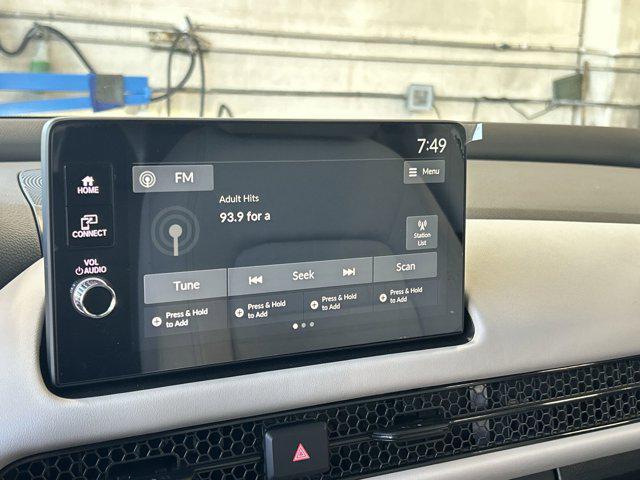 7:49
HOME
CONNECT
VOL
AUDIO
FM
Menu
Adult Hits
93.9 for a
Station
List
Tune
Seek
Scan
Press & Hold
to Add
Press & Hold
to Add
Press & Hold
to Add
Press & Hold
to Add